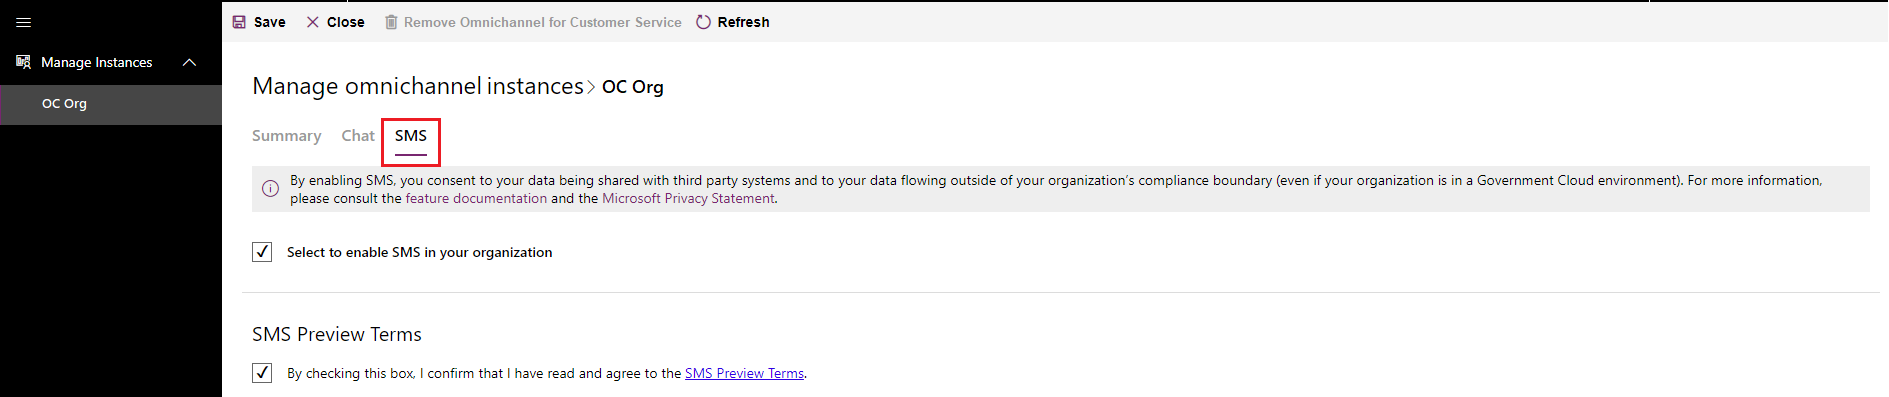 Save Close Remove Omnichannel for Customer Service Refresh
Manage Instances
OC Org
Manage omnichannel instances> OC Org
Summary Chat SMS
By enabling SMS, you consent to your data being shared with third party systems and to your data flowing outside of your organization's compliance boundary (even if your organization is in a Government Cloud environment). For more information,
please consult the feature documentation and the Microsoft Privacy Statement.
Select to enable SMS in your organization
SMS Preview Terms
By checking this box, I confirm that I have read and agree to the SMS Preview Terms.